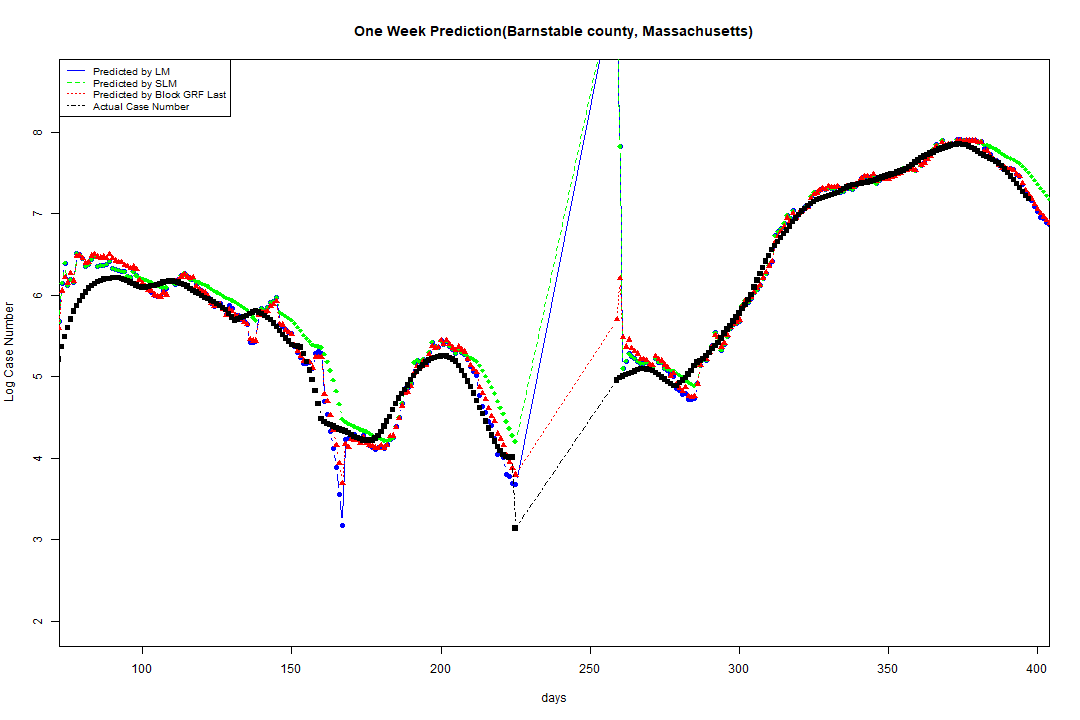 One Week Prediction(Barnstable county, Massachusetts)
Predicted by LM
Predicted by SLM
Predicted by Block GRF Last
Actual Case Number
Log Case Number
8
7
6
5
4
3
2
100 150 200 250 300 350 400
days